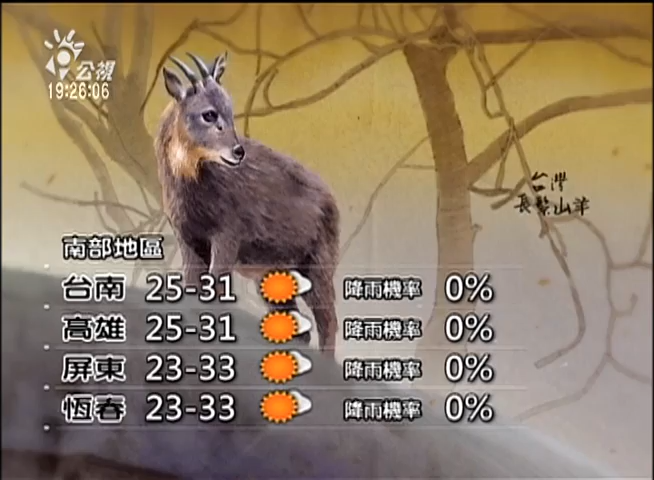 公視
19:26:06
台灣
長鬃山羊
南部地區
台南 25-31 降雨機率 0%
高雄 25-31 降雨機率 0%
屏東 23-33 降雨機率 0%
恆春 23-33 降雨機率 0%